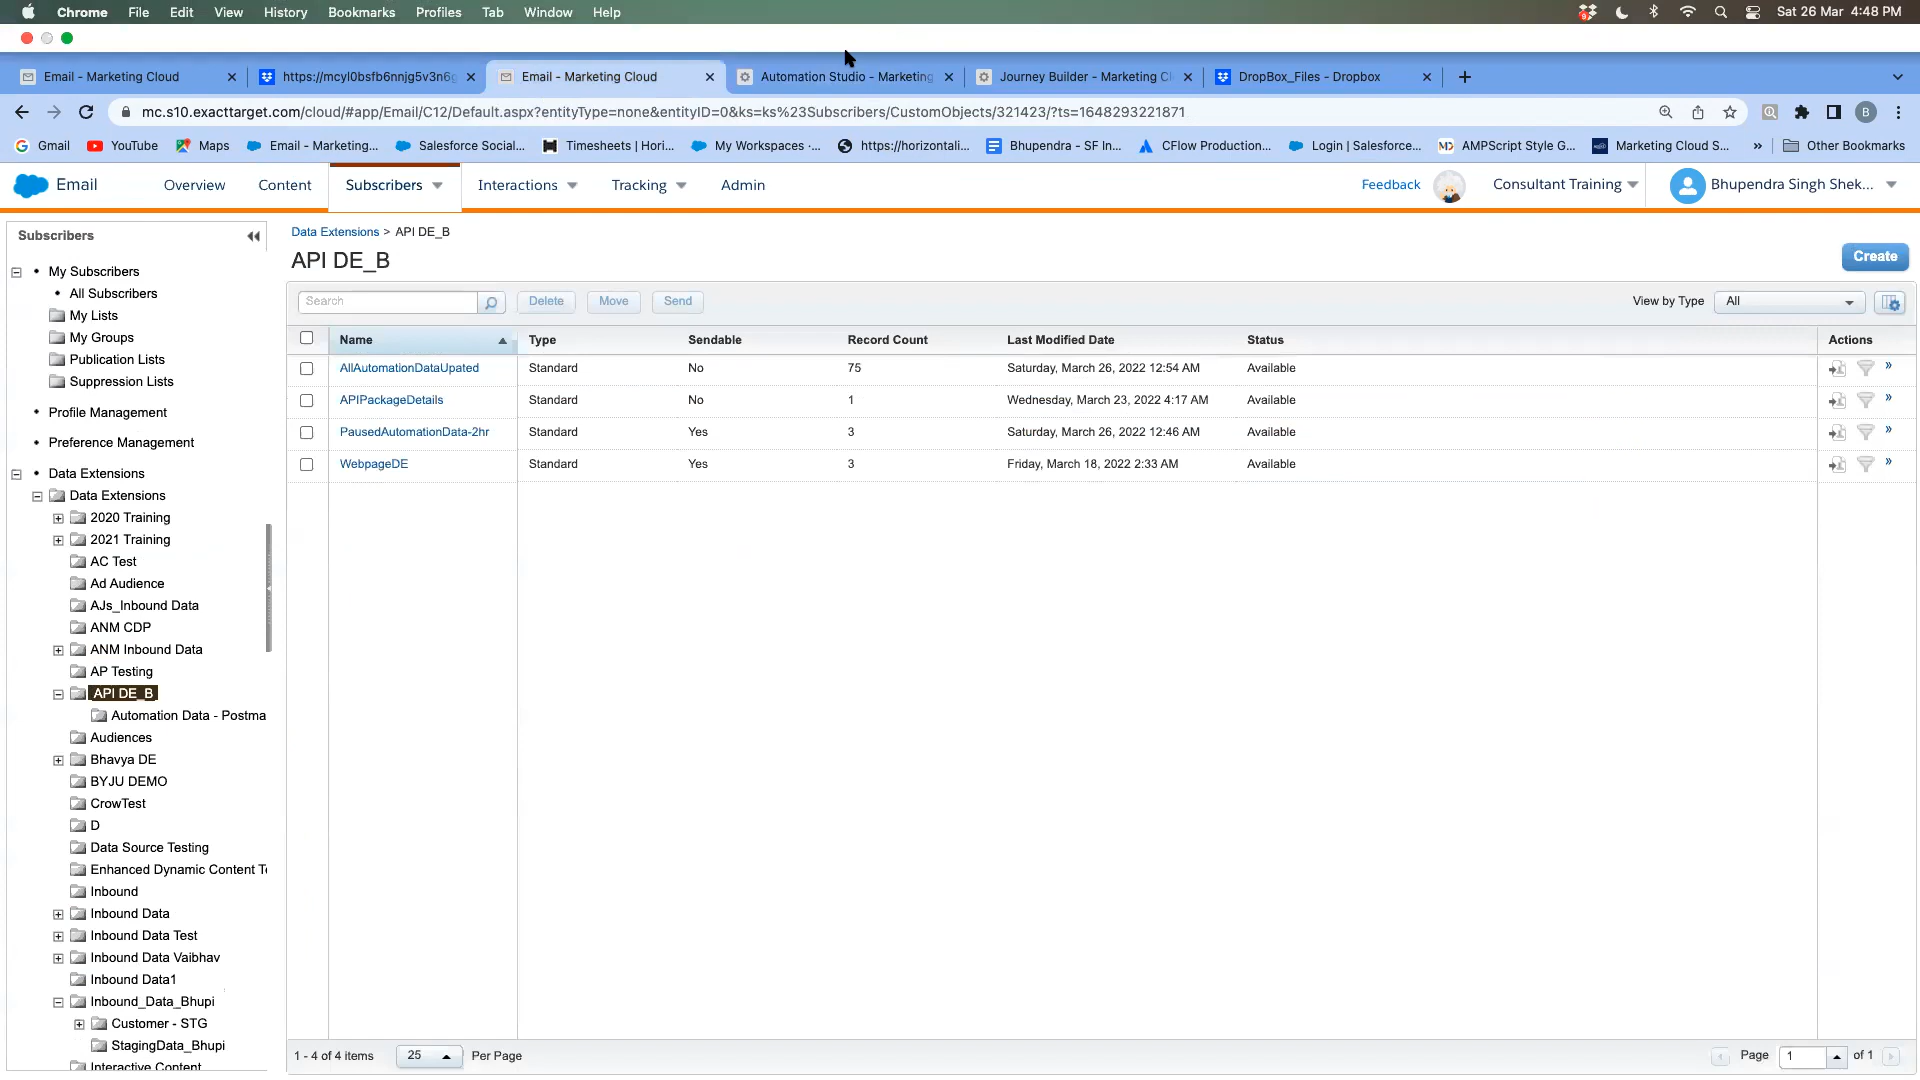 Chrome File Edit View History Bookmarks Profiles Tab Window Help Sat 26 Mar 4:48 PM
Email - Marketing Cloud https://mcyl0bsfb6nnjg5v3n6g Email - Marketing Cloud Automation Studio - Marketing Journey Builder - Marketing Cl DropBox_Files - Dropbox
mc.s10.exacttarget.com/cloud/#app/Email/C12/Default.aspx?entityType=none&entityID=0&ks=ks%23Subscribers/CustomObjects/321423/?ts=1648293221871 B
Gmail YouTube Maps Email - Marketing... Salesforce Social... Timesheets | Hori... My Workspaces -... https://horizontali... Bhupendra - SF In... CFlow Production... Login | Salesforce... AMPScript Style G... Marketing Cloud S... » Other Bookmarks
Email Overview Content Subscribers Interactions Tracking Admin Feedback Consultant Training Bhupendra Singh Shek...
Subscribers
My Subscribers
All Subscribers
My Lists
My Groups
Publication Lists
Suppression Lists
Profile Management
Preference Management
Data Extensions
Data Extensions
2020 Training
2021 Training
AC Test
Ad Audience
AJs_Inbound Data
ANM CDP
ANM Inbound Data
AP Testing
API DE_B
Automation Data - Postma
Audiences
Bhavya DE
BYJU DEMO
CrowTest
D
Data Source Testing
Enhanced Dynamic Content Te
Inbound
Inbound Data
Inbound Data Test
Inbound Data Vaibhav
Inbound Data1
Inbound_Data_Bhupi
Customer - STG
StagingData_Bhupi
Interactive Content
Data Extensions > API DE_B
API DE_B
Create
Search Delete Move Send View by Type All
Name Type Sendable Record Count Last Modified Date Status Actions
AllAutomationDataUpated Standard No 75 Saturday, March 26, 2022 12:54 AM Available »
APIPackageDetails Standard No 1 Wednesday, March 23, 2022 4:17 AM Available »
PausedAutomationData-2hr Standard Yes 3 Saturday, March 26, 2022 12:46 AM Available »
WebpageDE Standard Yes 3 Friday, March 18, 2022 2:33 AM Available »
1 - 4 of 4 items 25 Per Page Page 1 of 1